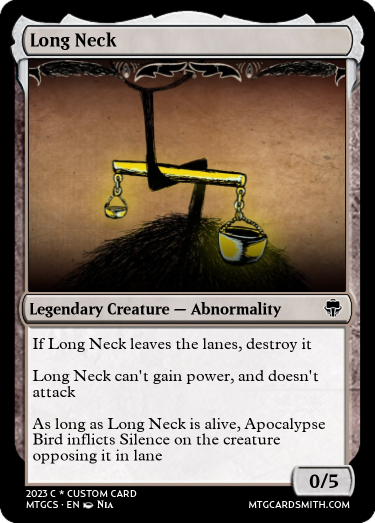 Long Neck
Legendary Creature — Abnormality
If Long Neck leaves the lanes, destroy it
Long Neck can't gain power, and doesn't
attack
As long as Long Neck is alive, Apocalypse
Bird inflicts Silence on the creature
opposing it in lane
0/5
2023 C * CUSTOM CARD
MTGCS · EN Nia
MTGCARDSMITH.COM